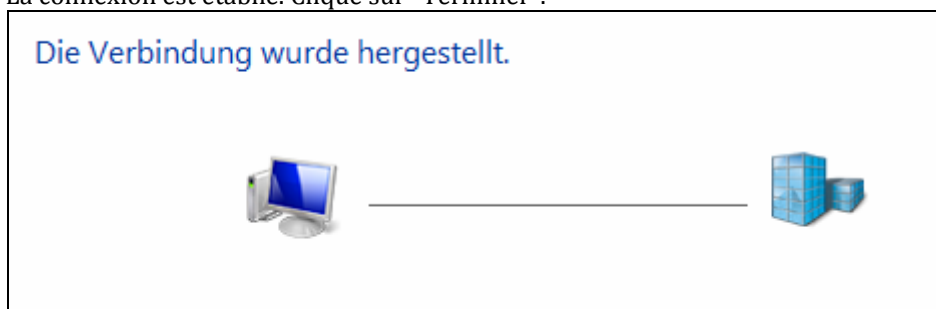 La connexion est établie. Clique sur "Terminer".
Die Verbindung wurde hergestellt.